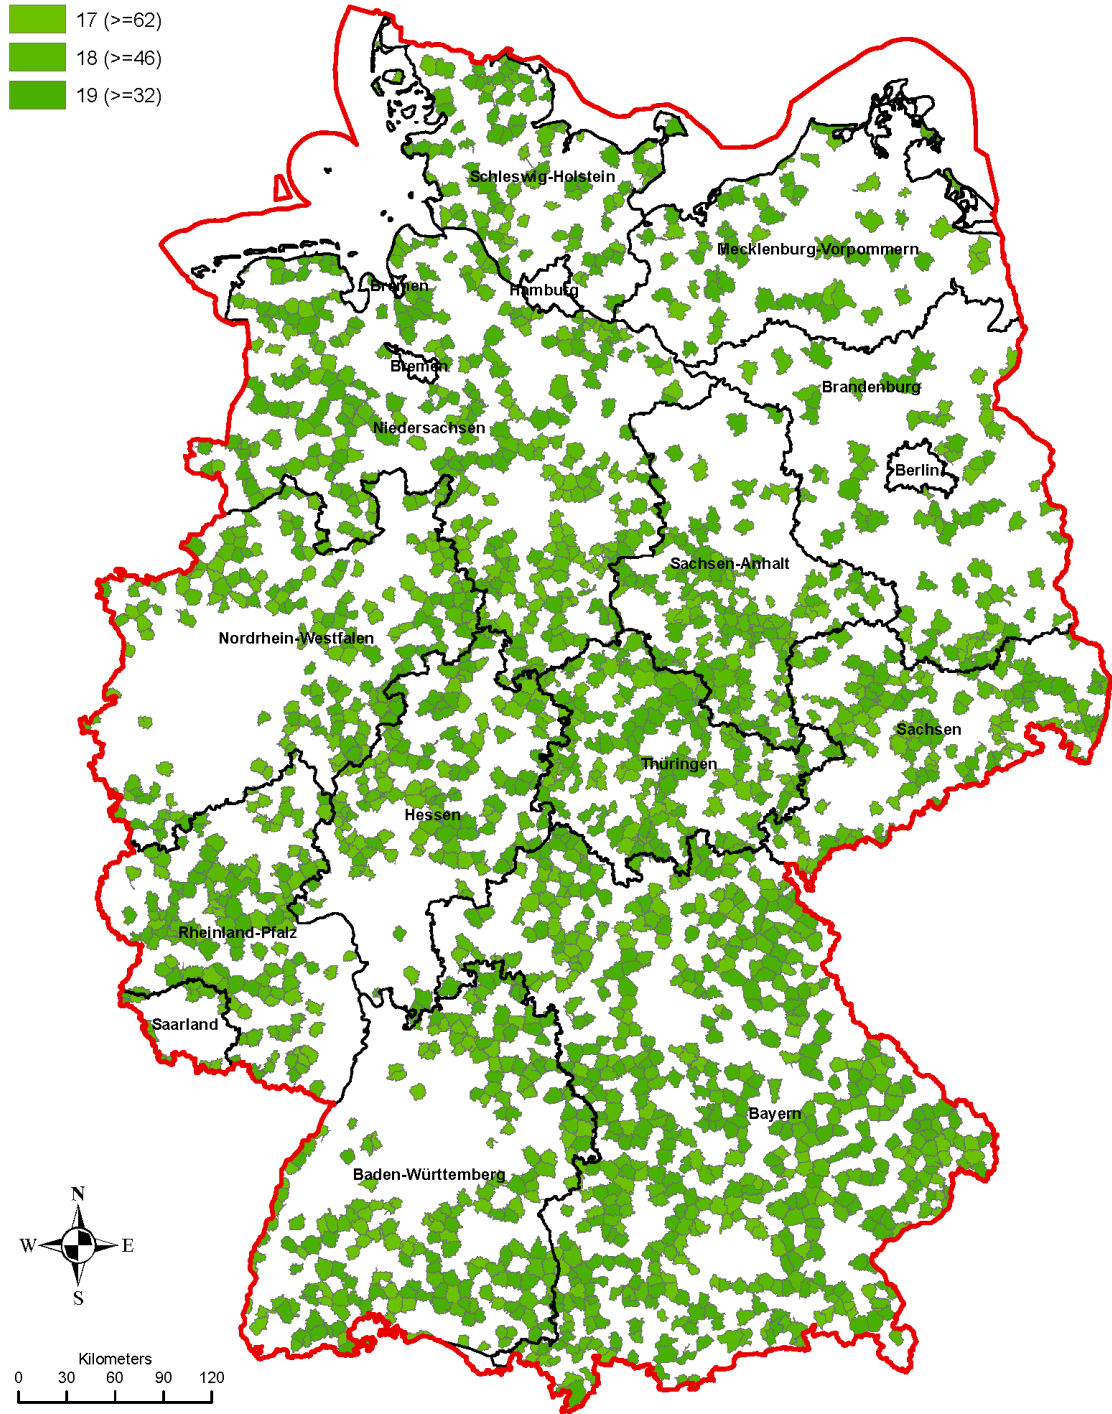 17 (>=62)
18 (>=46)
19 (>=32)
Schleswig-Holstein
Mecklenburg-Vorpommern
Bremen
Hamburg
Bremen
Brandenburg
Niedersachsen
Berlin
Sachsen-Anhalt
Nordrhein-Westfalen
Sachsen
Thüringen
Hessen
Rheinland-Pfalz
Saarland
Bayern
Baden-Württemberg
N
W E
S
Kilometers
0 30 60 90 120